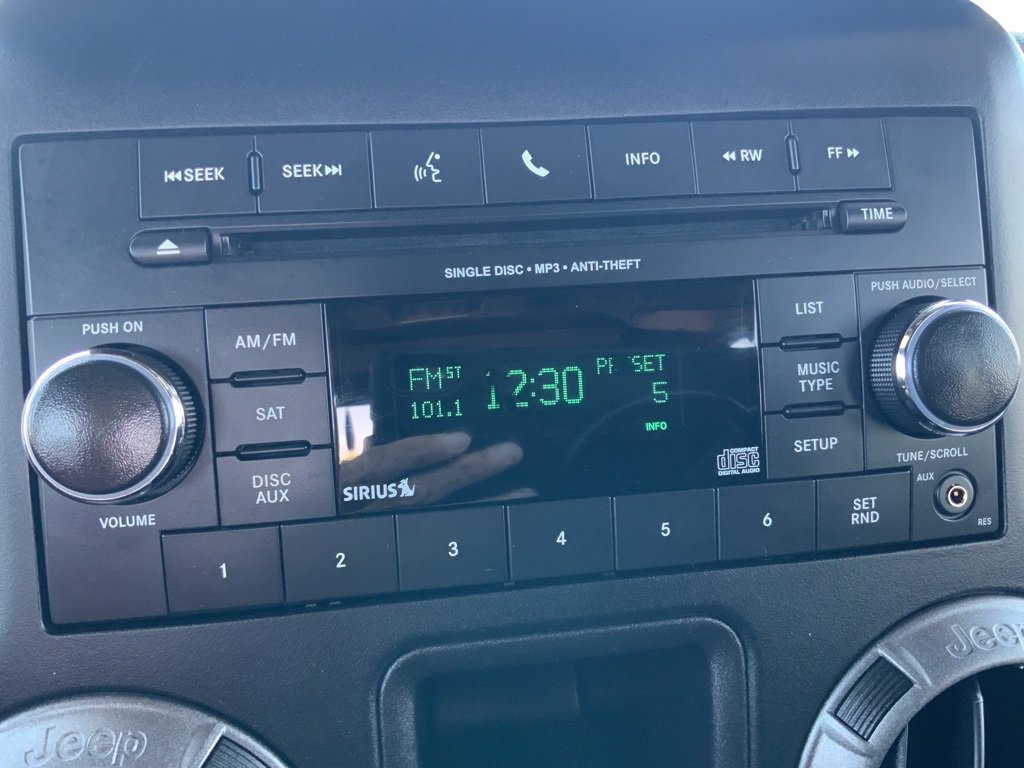 SEEK
SEEK
INFO
RW
FF
TIME
SINGLE DISC • MP3 • ANTI-THEFT
PUSH ON
VOLUME
AM/FM
SAT
DISC
AUX
FM ST
101.1
12:30
PRESET
5
INFO
SIRIUS
COMPACT
disc
DIGITAL AUDIO
LIST
MUSIC
TYPE
SETUP
PUSH AUDIO/SELECT
TUNE/SCROLL
AUX
RES
1
2
3
4
5
6
SET
RND
Jeep
Jeep